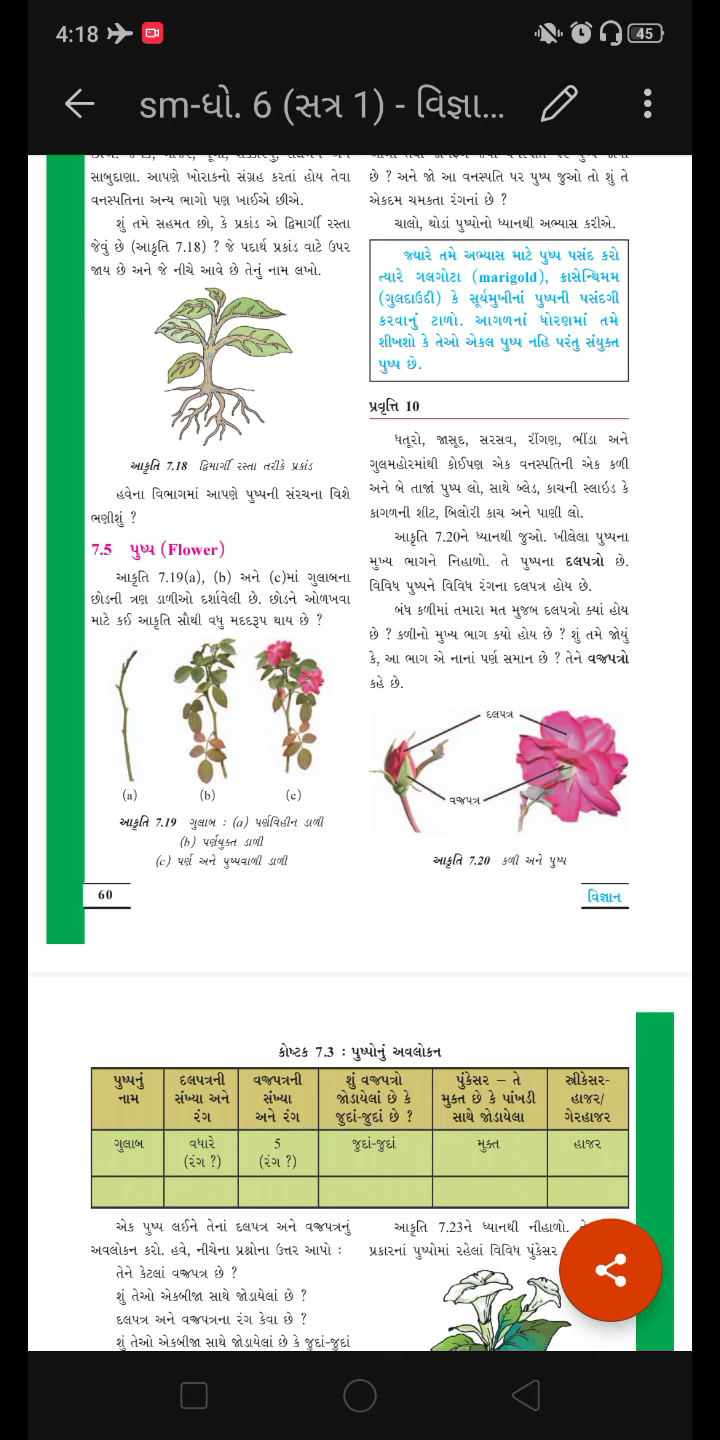 4:18
45
sm-ધો. 6 (સત્ર 1) - વિજ્ઞા...
સાબુદાણા. આપણે ખોરાકનો સંગ્રહ કરતાં હોય તેવા
વનસ્પતિના અન્ય ભાગો પણ ખાઈએ છીએ.
શું તમે સહમત છો, કે પ્રકાંડ એ દ્વિમાર્ગી રસ્તા
જેવું છે (આકૃતિ 7.18) ? જે પદાર્થ પ્રકાંડ વાટે ઉપર
જાય છે અને જે નીચે આવે છે તેનું નામ લખો.
આકૃતિ 7.18 દ્વિમાર્ગી રસ્તા તરીકે પ્રકાંડ
હવેના વિભાગમાં આપણે પુષ્પની સંરચના વિશે
ભણીશું ?
7.5 પુષ્પ (Flower)
આકૃતિ 7.19(a), (b) અને (c)માં ગુલાબના
છોડની ત્રણ ડાળીઓ દર્શાવેલી છે. છોડને ઓળખવા
માટે કઈ આકૃતિ સૌથી વધુ મદદરૂપ થાય છે ?
(a) (b) (c)
આકૃતિ 7.19 ગુલાબ : (a) પર્ણવિહીન ડાળી
(b) પર્ણયુક્ત ડાળી
(c) પર્ણ અને પુષ્પવાળી ડાળી
60
છે ? અને જો આ વનસ્પતિ પર પુષ્પ જુઓ તો શું તે
એકદમ ચમકતા રંગનાં છે ?
ચાલો, થોડાં પુષ્પોનો ધ્યાનથી અભ્યાસ કરીએ.
જ્યારે તમે અભ્યાસ માટે પુષ્પ પસંદ કરો
ત્યારે ગલગોટા (marigold), ક્રાસેન્થિમમ
(ગુલદાઉદી) કે સૂર્યમુખીનાં પુષ્પની પસંદગી
કરવાનું ટાળો. આગળનાં ધોરણમાં તમે
શીખશો કે તેઓ એકલ પુષ્પ નહિ પરંતુ સંયુક્ત
પુષ્પ છે.
પ્રવૃત્તિ 10
ધતૂરો, જાસૂદ, સરસવ, રીંગણ, ભીંડા અને
ગુલમહોરમાંથી કોઈપણ એક વનસ્પતિની એક કળી
અને બે તાજાં પુષ્પ લો, સાથે બ્લેડ, કાચની સ્લાઇડ કે
કાગળની શીટ, બિલોરી કાચ અને પાણી લો.
આકૃતિ 7.20ને ધ્યાનથી જુઓ. ખીલેલા પુષ્પના
મુખ્ય ભાગને નિહાળો. તે પુષ્પના દલપત્રો છે.
વિવિધ પુષ્પને વિવિધ રંગના દલપત્ર હોય છે.
બંધ કળીમાં તમારા મત મુજબ દલપત્રો ક્યાં હોય
છે ? કળીનો મુખ્ય ભાગ કયો હોય છે ? શું તમે જોયું
કે, આ ભાગ એ નાનાં પર્ણ સમાન છે ? તેને વજપત્રો
કહે છે.
દલપત્ર
વજપત્ર
આકૃતિ 7.20 કળી અને પુષ્પ
વિજ્ઞાન
કોષ્ટક 7.3 : પુષ્પોનું અવલોકન
પુષ્પનું દલપત્રની વજપત્રની શું વજપત્રો પુંકેસર – તે સ્ત્રીકેસર-
નામ સંખ્યા અને સંખ્યા જોડાયેલાં છે કે મુક્ત છે કે પાંખડી હાજર/
રંગ અને રંગ જુદાં-જુદાં છે ? સાથે જોડાયેલા ગેરહાજર
ગુલાબ વધારે 5 જુદાં-જુદાં મુક્ત હાજર
(રંગ ?) (રંગ ?)
એક પુષ્પ લઈને તેનાં દલપત્ર અને વજપત્રનું
અવલોકન કરો. હવે, નીચેના પ્રશ્નોના ઉત્તર આપો :
તેને કેટલાં વજપત્ર છે ?
શું તેઓ એકબીજા સાથે જોડાયેલાં છે ?
દલપત્ર અને વજપત્રના રંગ કેવા છે ?
શું તેઓ એકબીજા સાથે જોડાયેલાં છે કે જુદાં-જુદાં
આકૃતિ 7.23ને ધ્યાનથી નીહાળો.
પ્રકારનાં પુષ્પોમાં રહેલાં વિવિધ પુંકેસર